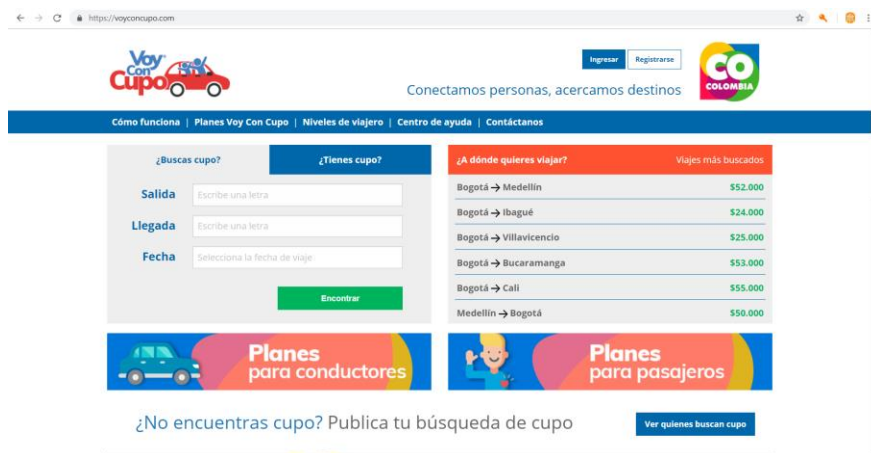 https://voyconcupo.com
Voy
Con
Cupo
Ingresar
Registrarse
Conectamos personas, acercamos destinos
CO
COLOMBIA
Cómo funciona | Planes Voy Con Cupo | Niveles de viajero | Centro de ayuda | Contáctanos
¿Buscas cupo?
¿Tienes cupo?
Salida
Escribe una letra
Llegada
Escribe una letra
Fecha
Selecciona la fecha de viaje
Encontrar
¿A dónde quieres viajar?
Viajes más buscados
Bogotá → Medellín $52.000
Bogotá → Ibagué $24.000
Bogotá → Villavicencio $25.000
Bogotá → Bucaramanga $53.000
Bogotá → Cali $55.000
Medellín → Bogotá $50.000
Planes
para conductores
Planes
para pasajeros
¿No encuentras cupo? Publica tu búsqueda de cupo
Ver quienes buscan cupo